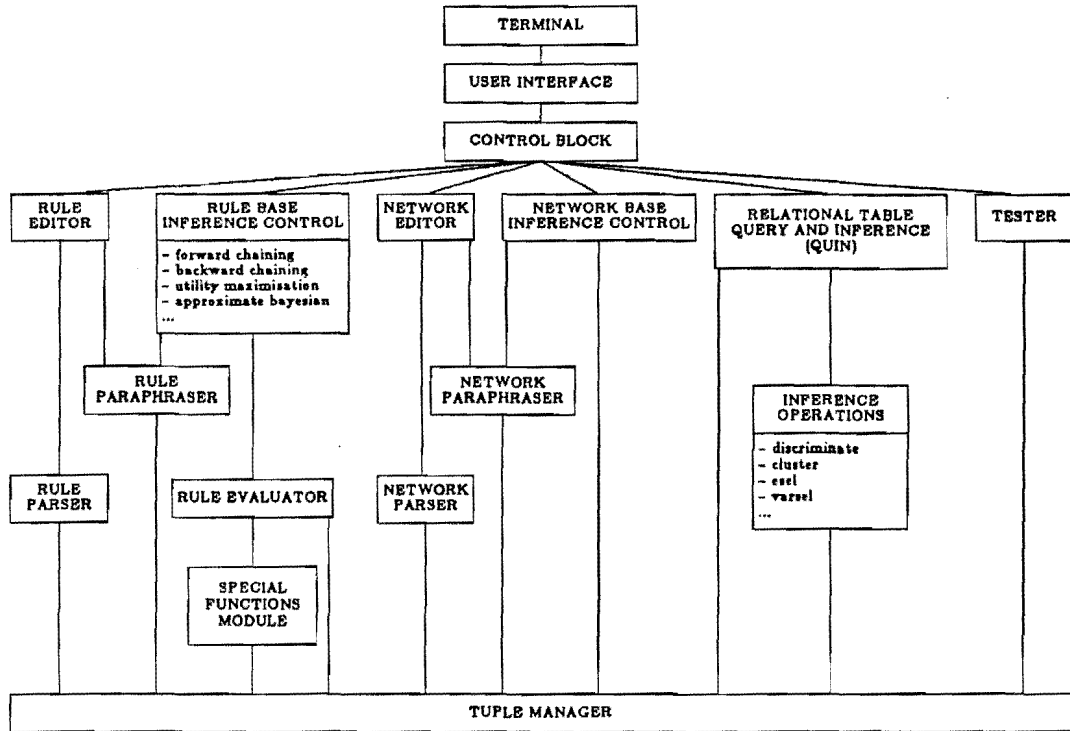 TERMINAL
USER INTERFACE
CONTROL BLOCK
RULE
EDITOR
RULE BASE
INFERENCE CONTROL
– forward chaining
– backward chaining
– utility maximisation
– approximate bayesian
...
NETWORK
EDITOR
NETWORK BASE
INFERENCE CONTROL
RELATIONAL TABLE
QUERY AND INFERENCE
(QUIN)
TESTER
RULE
PARAPHRASER
NETWORK
PARAPHRASER
INFERENCE
OPERATIONS
– discriminate
– cluster
– esel
– varsel
...
RULE
PARSER
RULE EVALUATOR
NETWORK
PARSER
SPECIAL
FUNCTIONS
MODULE
TUPLE MANAGER